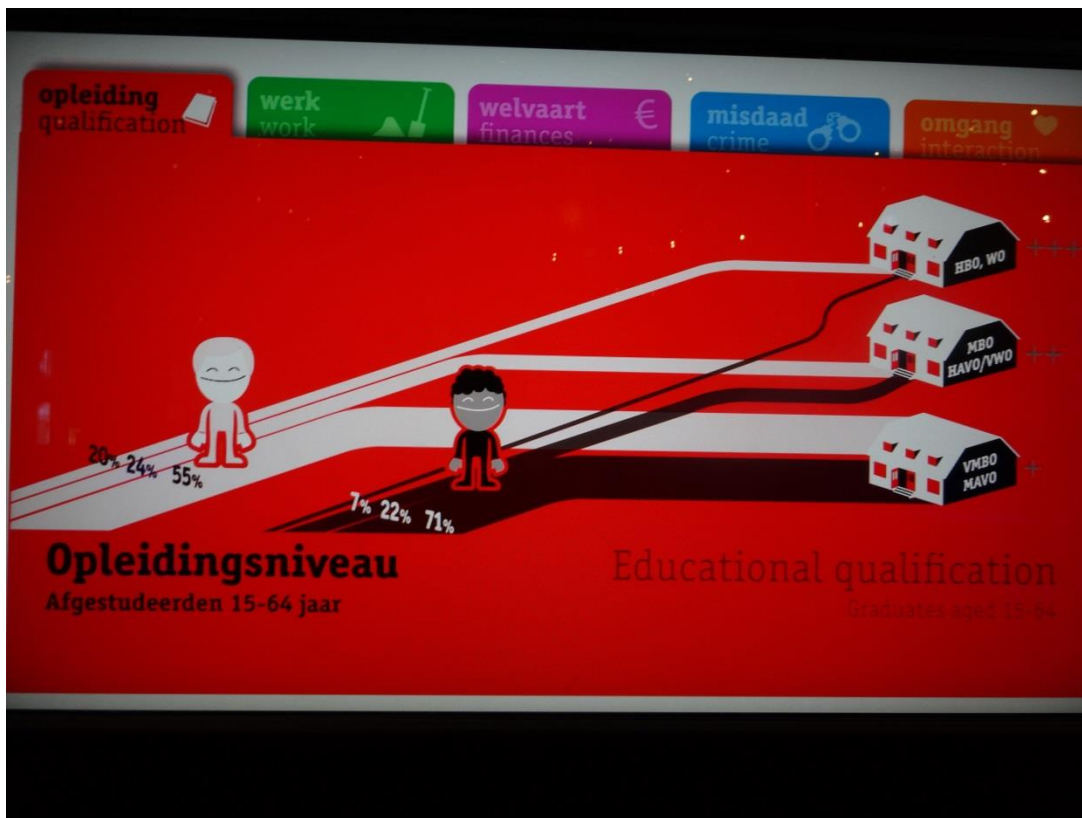 opleiding
qualification
werk
work
welvaart
finances
€
misdaad
crime
omgang
interaction
HBO, WO
+++
MBO
HAVO/VWO
++
VMBO
MAVO
+
20% 24% 55%
7% 22% 71%
Opleidingsniveau
Afgestudeerden 15-64 jaar
Educational qualification
Graduates aged 15-64